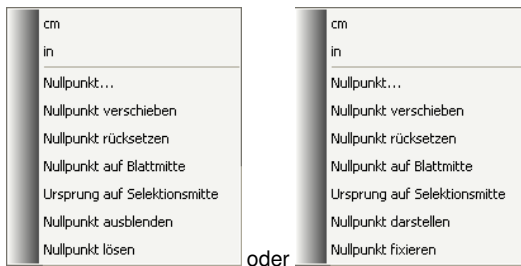 cm
in
Nullpunkt...
Nullpunkt verschieben
Nullpunkt rücksetzen
Nullpunkt auf Blattmitte
Ursprung auf Selektionsmitte
Nullpunkt ausblenden
Nullpunkt lösen
oder
cm
in
Nullpunkt...
Nullpunkt verschieben
Nullpunkt rücksetzen
Nullpunkt auf Blattmitte
Ursprung auf Selektionsmitte
Nullpunkt darstellen
Nullpunkt fixieren